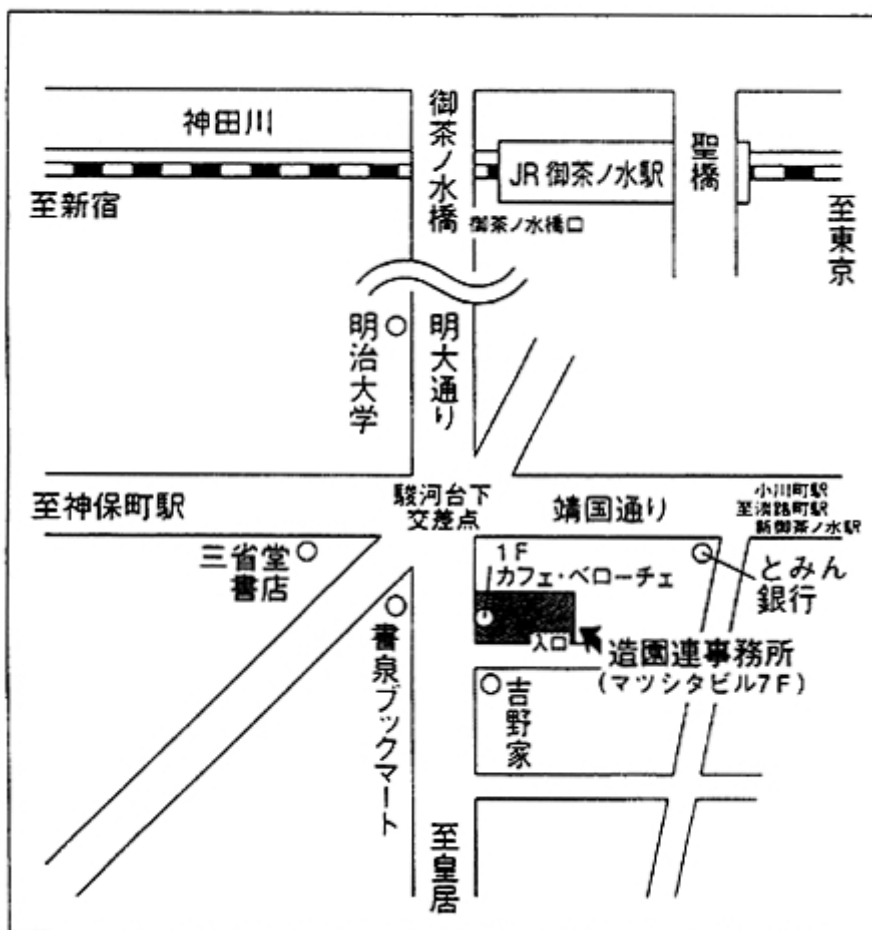 神田川
御茶ノ水橋
JR御茶ノ水駅
聖橋
至新宿
御茶ノ水橋口
至東京
明治大学
明大通り
至神保町駅
駿河台下
交差点
靖国通り
小川町駅
至淡路町駅
新御茶ノ水駅
三省堂
書店
1F
カフェ・ベローチェ
とみん
銀行
書泉ブックマート
入口
造園連事務所
(マツシタビル7F)
吉野家
至皇居